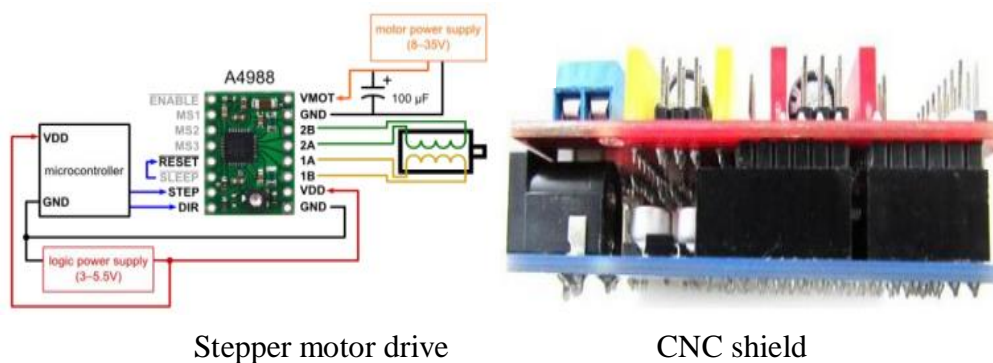 motor power supply
(8–35V)
A4988
ENABLE
MS1
MS2
MS3
RESET
SLEEP
STEP
DIR
VMOT
GND
2B
2A
1A
1B
VDD
GND
+
100 µF
VDD
microcontroller
GND
logic power supply
(3–5.5V)
Stepper motor drive
CNC shield